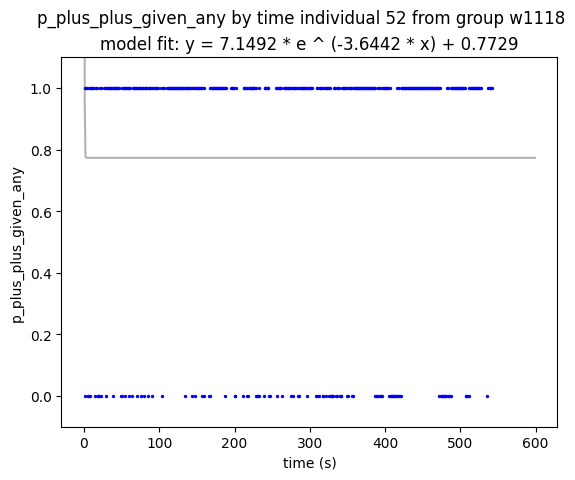 p_plus_plus_given_any by time individual 52 from group w1118
model fit: y = 7.1492 * e ^ (-3.6442 * x) + 0.7729
1.0
0.8
0.6
0.4
0.2
0.0
p_plus_plus_given_any
0 100 200 300 400 500 600
time (s)